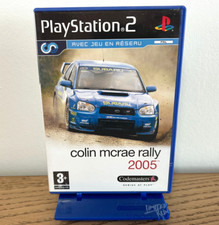 PlayStation 2
AVEC JEU EN RÉSEAU
colin mcrae rally
2005
3+
Codemasters